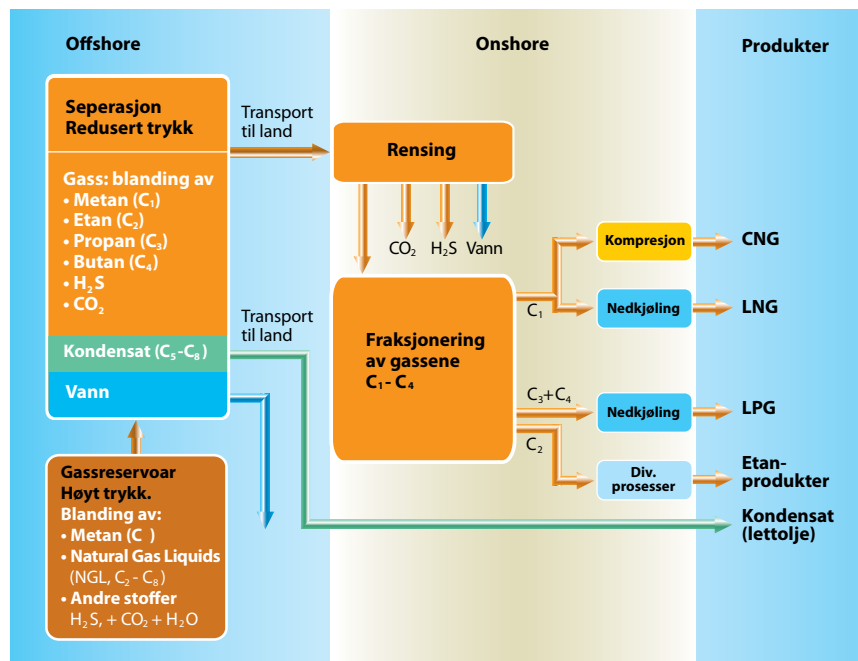 Offshore
Onshore
Produkter
Seperasjon
Redusert trykk
Gass: blanding av
• Metan (C₁)
• Etan (C₂)
• Propan (C₃)
• Butan (C₄)
• H₂S
• CO₂
Kondensat (C₅-C₈)
Vann
Gassreservoar
Høyt trykk.
Blanding av:
• Metan (C )
• Natural Gas Liquids
(NGL, C₂ - C₈)
• Andre stoffer
H₂S, + CO₂ + H₂O
Transport
til land
Transport
til land
Rensing
CO₂
H₂S
Vann
Fraksjonering
av gassene
C₁- C₄
C₁
C₃+C₄
C₂
Kompresjon
CNG
Nedkjøling
LNG
Nedkjøling
LPG
Div.
prosesser
Etan-
produkter
Kondensat
(lettolje)